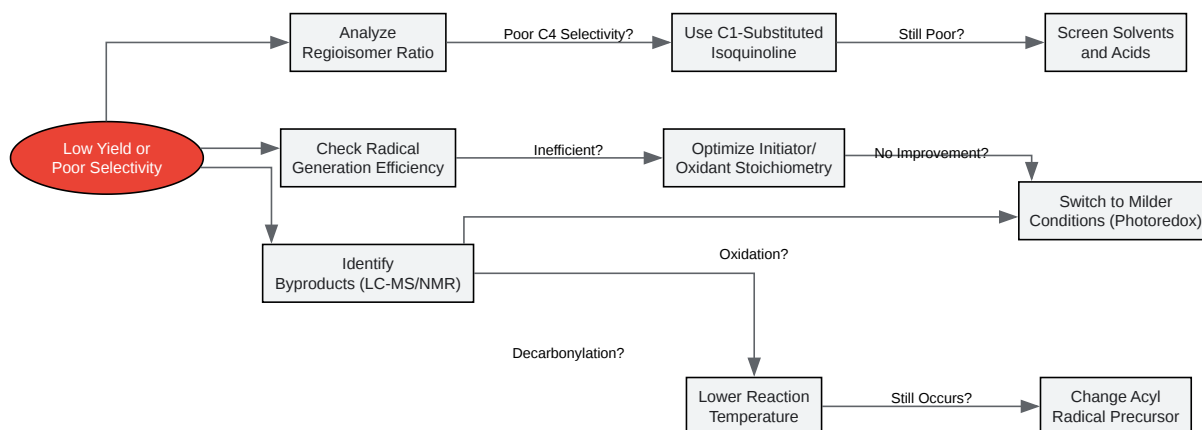 Analyze
Regioisomer Ratio
Poor C4 Selectivity?
Use C1-Substituted
Isoquinoline
Still Poor?
Screen Solvents
and Acids
Low Yield or
Poor Selectivity
Check Radical
Generation Efficiency
Inefficient?
Optimize Initiator/
Oxidant Stoichiometry
No Improvement?
Switch to Milder
Conditions (Photoredox)
Identify
Byproducts (LC-MS/NMR)
Oxidation?
Decarbonylation?
Lower Reaction
Temperature
Still Occurs?
Change Acyl
Radical Precursor